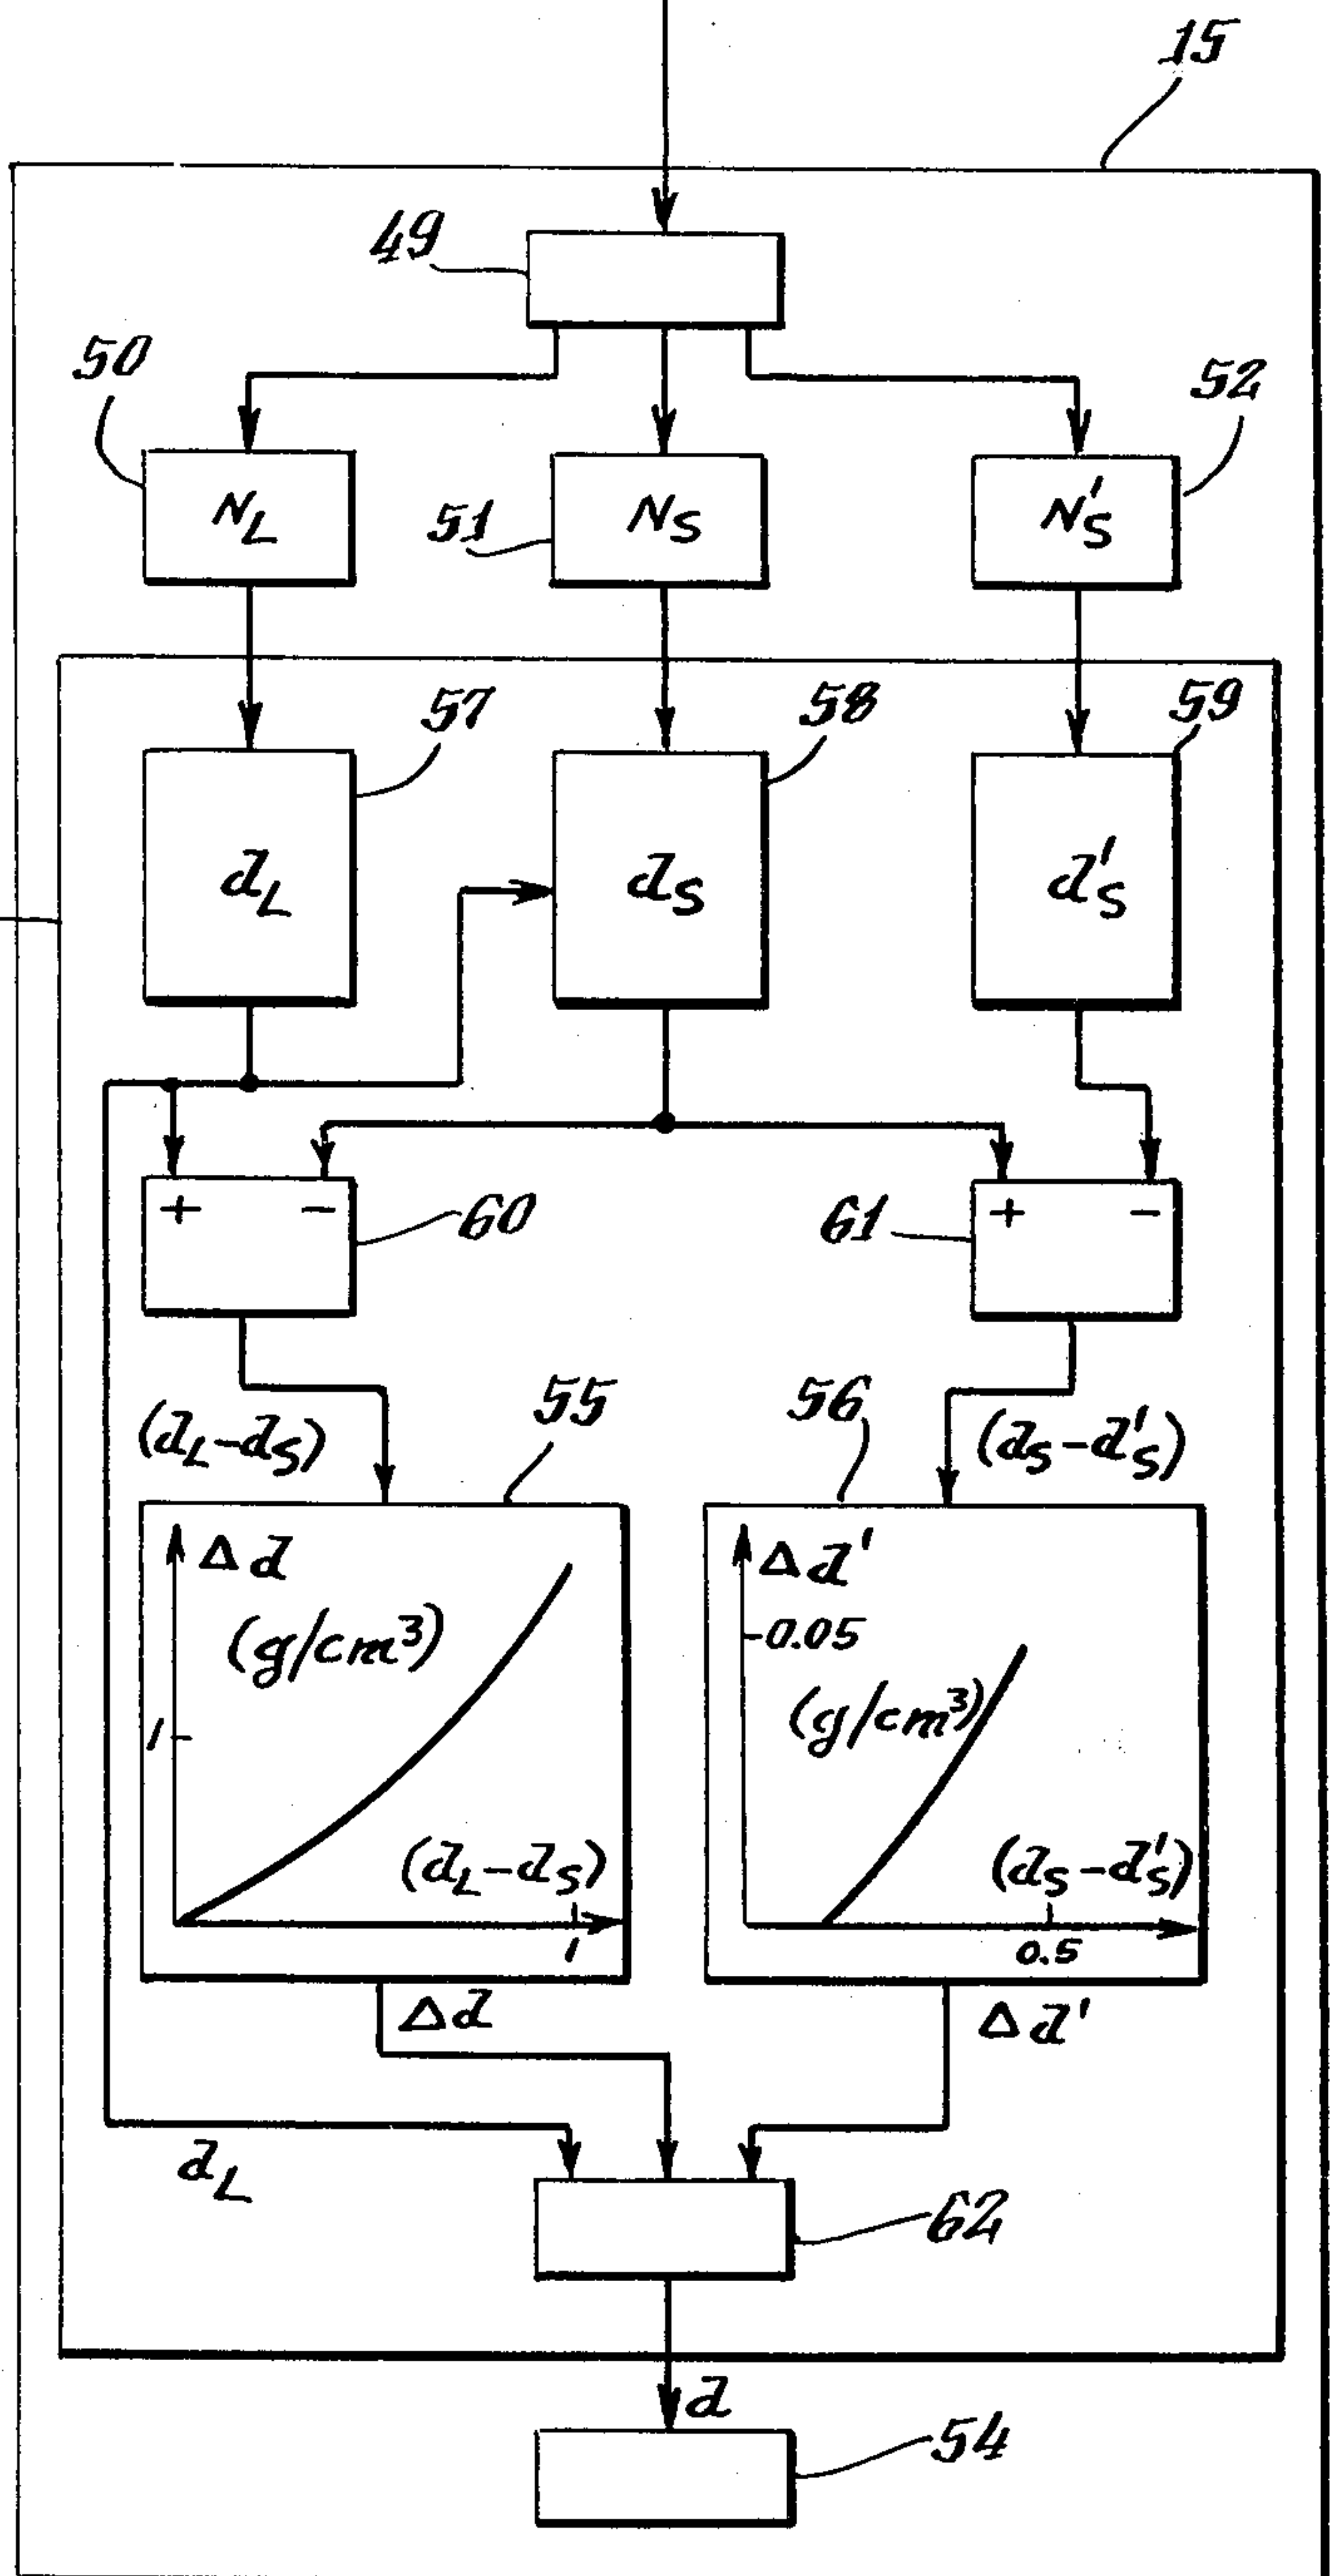 15
49
50
52
N_L
51
N_S
N'_S
57
58
59
d_L
d_S
d'_S
+ -
60
61
+ -
(d_L-d_S)
55
56
(d_S-d'_S)
Δd
(g/cm³)
1
(d_L-d_S)
1
Δd'
-0.05
(g/cm³)
(d_S-d'_S)
0.5
Δd
Δd'
d_L
62
d
54